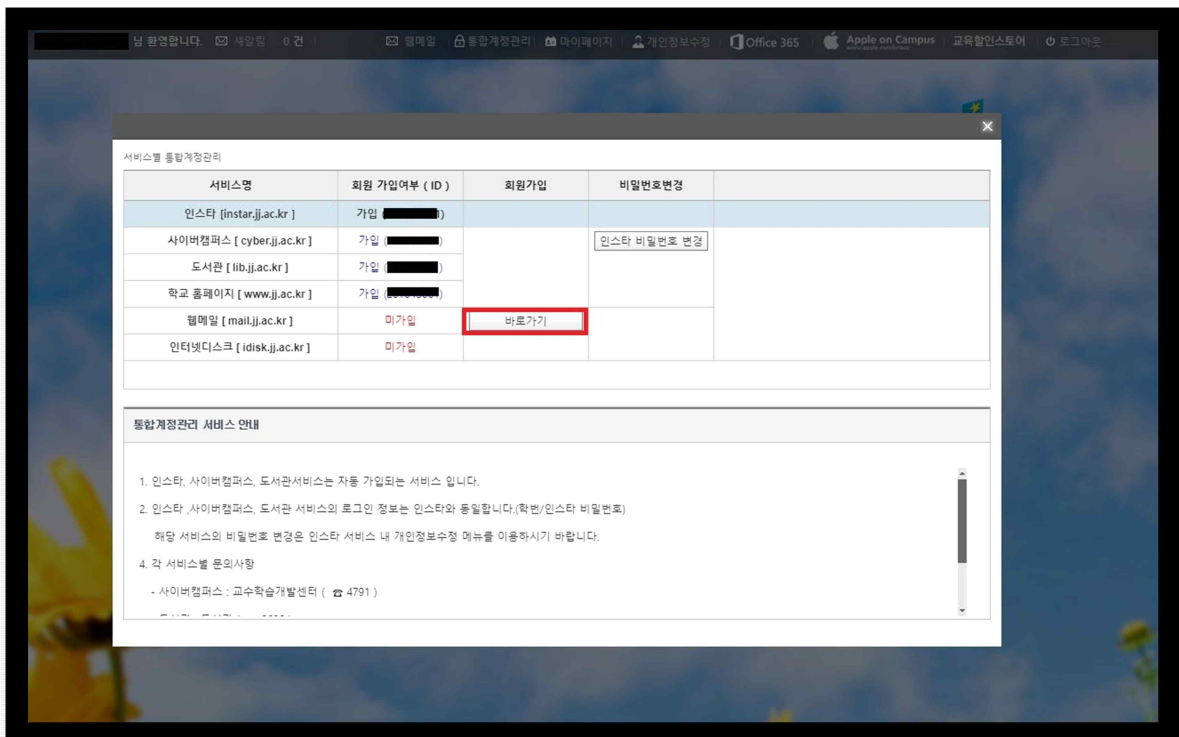 님 환영합니다. 새알림 0 건 웹메일 통합계정관리 마이페이지 개인정보수정 Office 365 Apple on Campus 교육할인스토어 로그아웃
서비스별 통합계정관리
서비스명 회원 가입여부 ( ID ) 회원가입 비밀번호변경
인스타 [instar.jj.ac.kr ] 가입 ( 1)
사이버캠퍼스 [ cyber.jj.ac.kr ] 가입 ( ) 인스타 비밀번호 변경
도서관 [ lib.jj.ac.kr ] 가입 ( )
학교 홈페이지 [ www.jj.ac.kr ] 가입 ( )
웹메일 [ mail.jj.ac.kr ] 미가입 바로가기
인터넷디스크 [ idisk.jj.ac.kr ] 미가입
통합계정관리 서비스 안내
1. 인스타, 사이버캠퍼스, 도서관서비스는 자동 가입되는 서비스 입니다.
2. 인스타 ,사이버캠퍼스, 도서관 서비스의 로그인 정보는 인스타와 동일합니다.(학번/인스타 비밀번호)
해당 서비스의 비밀번호 변경은 인스타 서비스 내 개인정보수정 메뉴를 이용하시기 바랍니다.
4. 각 서비스별 문의사항
- 사이버캠퍼스 : 교수학습개발센터 ( ☎ 4791 )